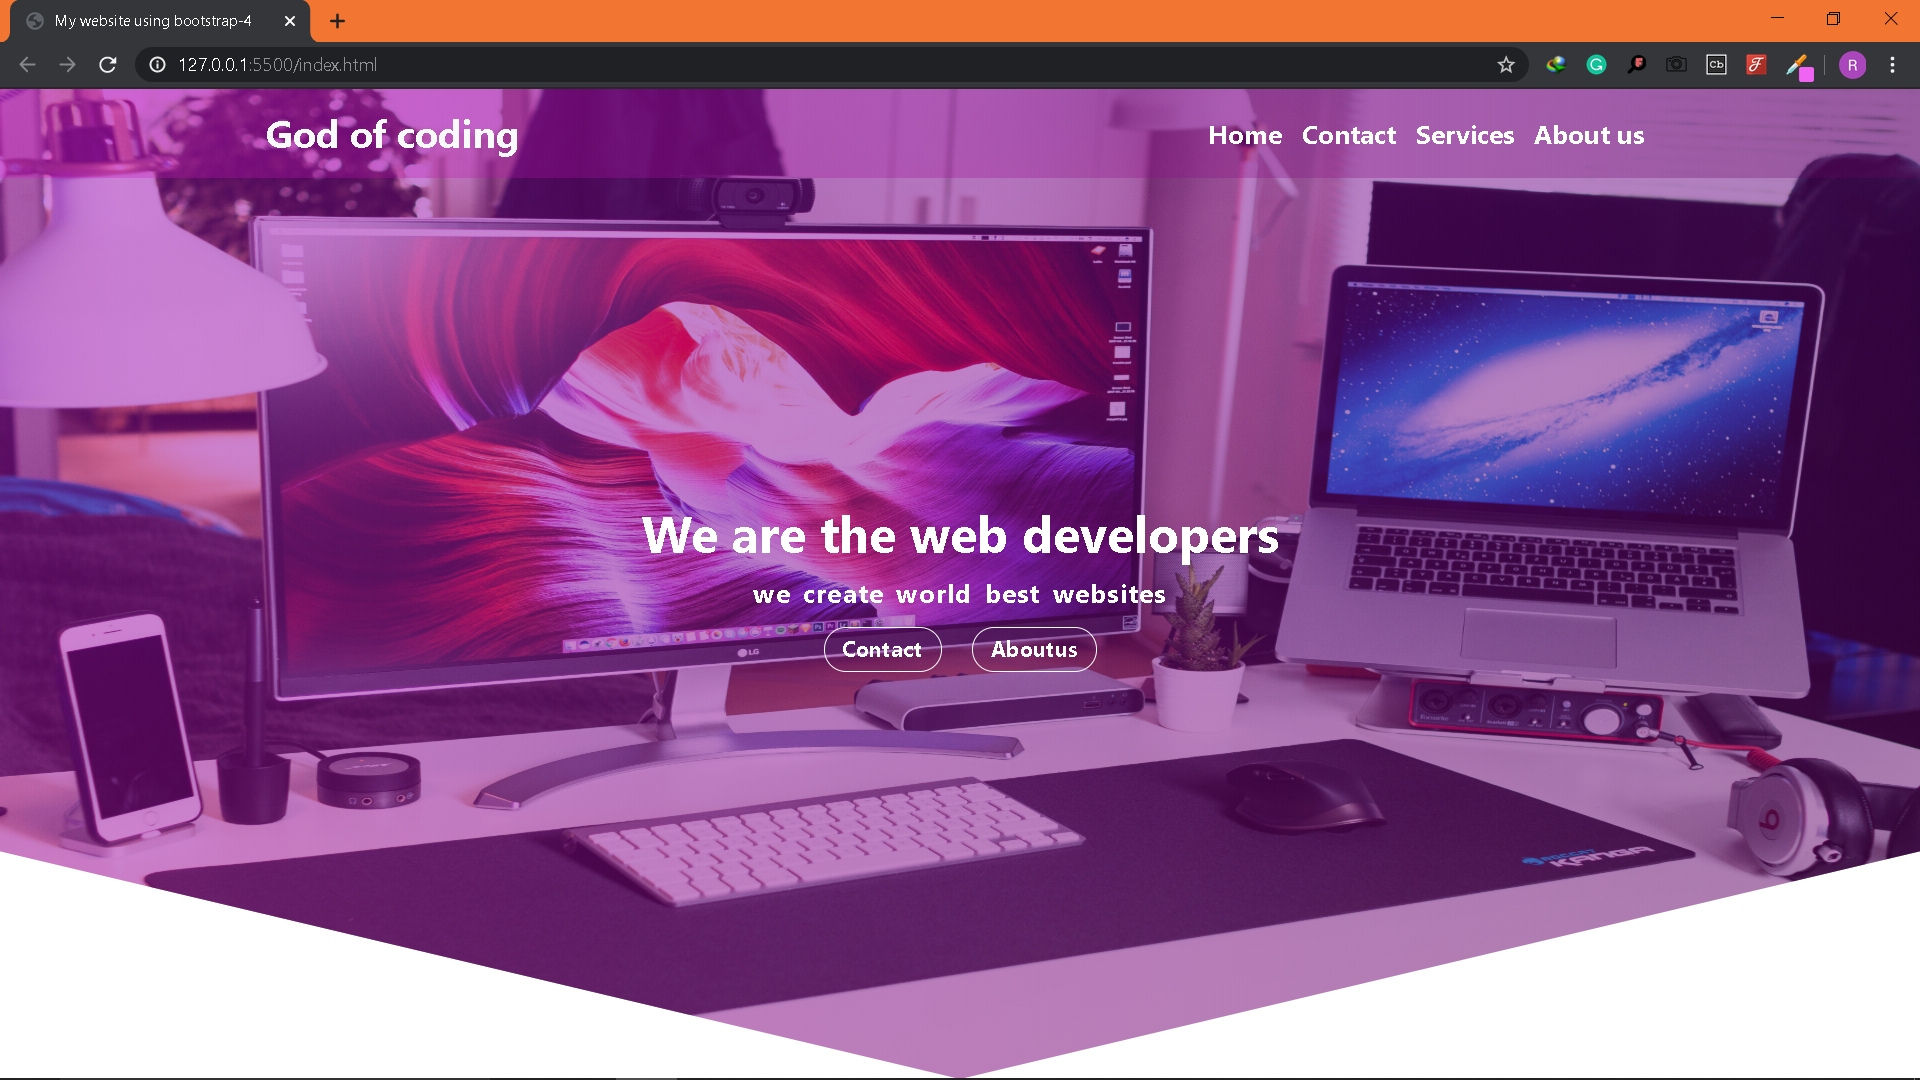 My website using bootstrap-4
127.0.0.1:5500/index.html
Cb
R
God of coding
Home Contact Services About us
We are the web developers
we create world best websites
Contact Aboutus
LG
KANGA